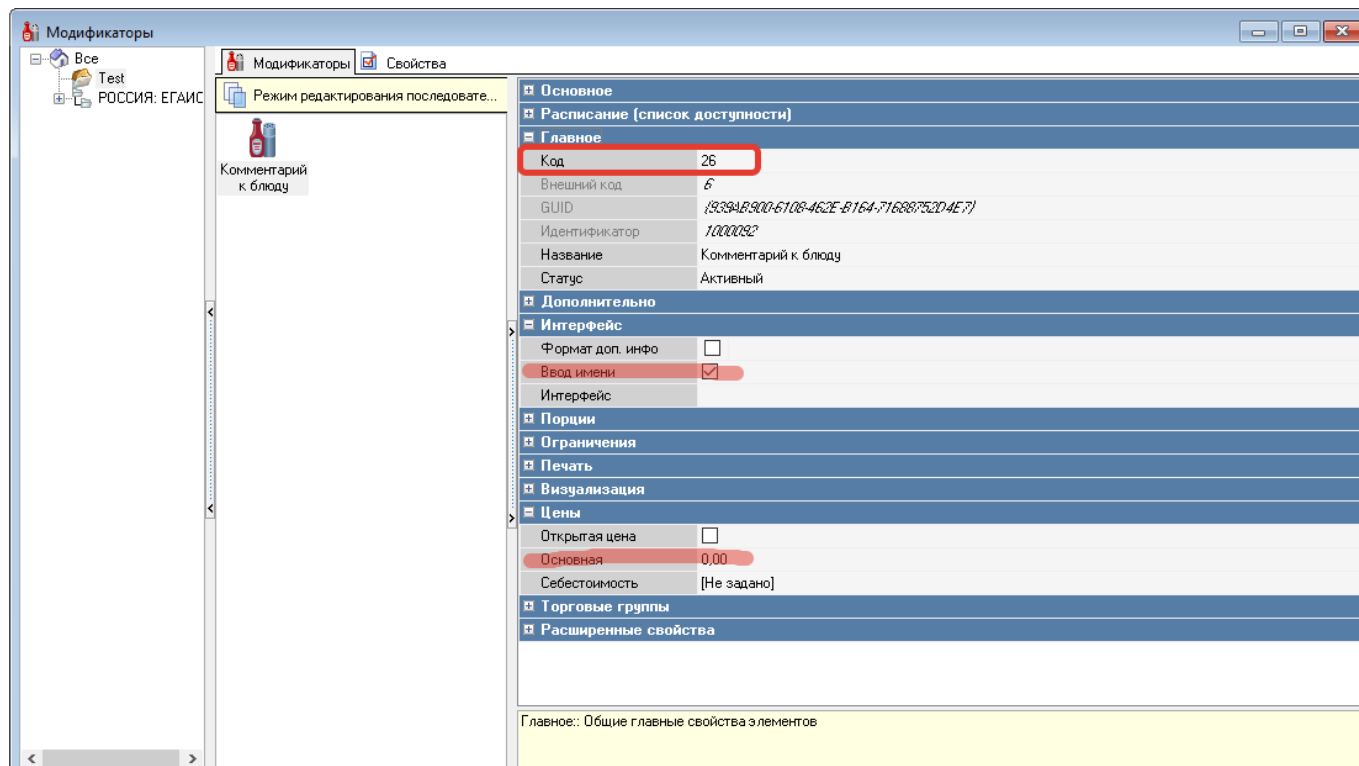 Модификаторы
Все
Test
РОССИЯ: ЕГАИС
Модификаторы
Свойства
Режим редактирования последовате...
Комментарий
к блюду
Основное
Расписание (список доступности)
Главное
Код 26
Внешний код 6
GUID {939AB900-6108-462E-B164-71688752D4E7}
Идентификатор 1000092
Название Комментарий к блюду
Статус Активный
Дополнительно
Интерфейс
Формат доп. инфо
Ввод имени
Интерфейс
Порции
Ограничения
Печать
Визуализация
Цены
Открытая цена
Основная 0,00
Себестоимость [Не задано]
Торговые группы
Расширенные свойства
Главное:: Общие главные свойства элементов